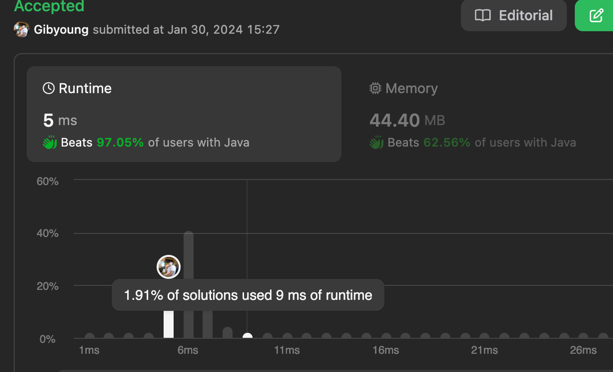 Accepted
Editorial
Gibyoung submitted at Jan 30, 2024 15:27
Runtime
5 ms
Beats 97.05% of users with Java
Memory
44.40 MB
Beats 62.56% of users with Java
60%
40%
20%
0%
1.91% of solutions used 9 ms of runtime
1ms
6ms
11ms
16ms
21ms
26ms